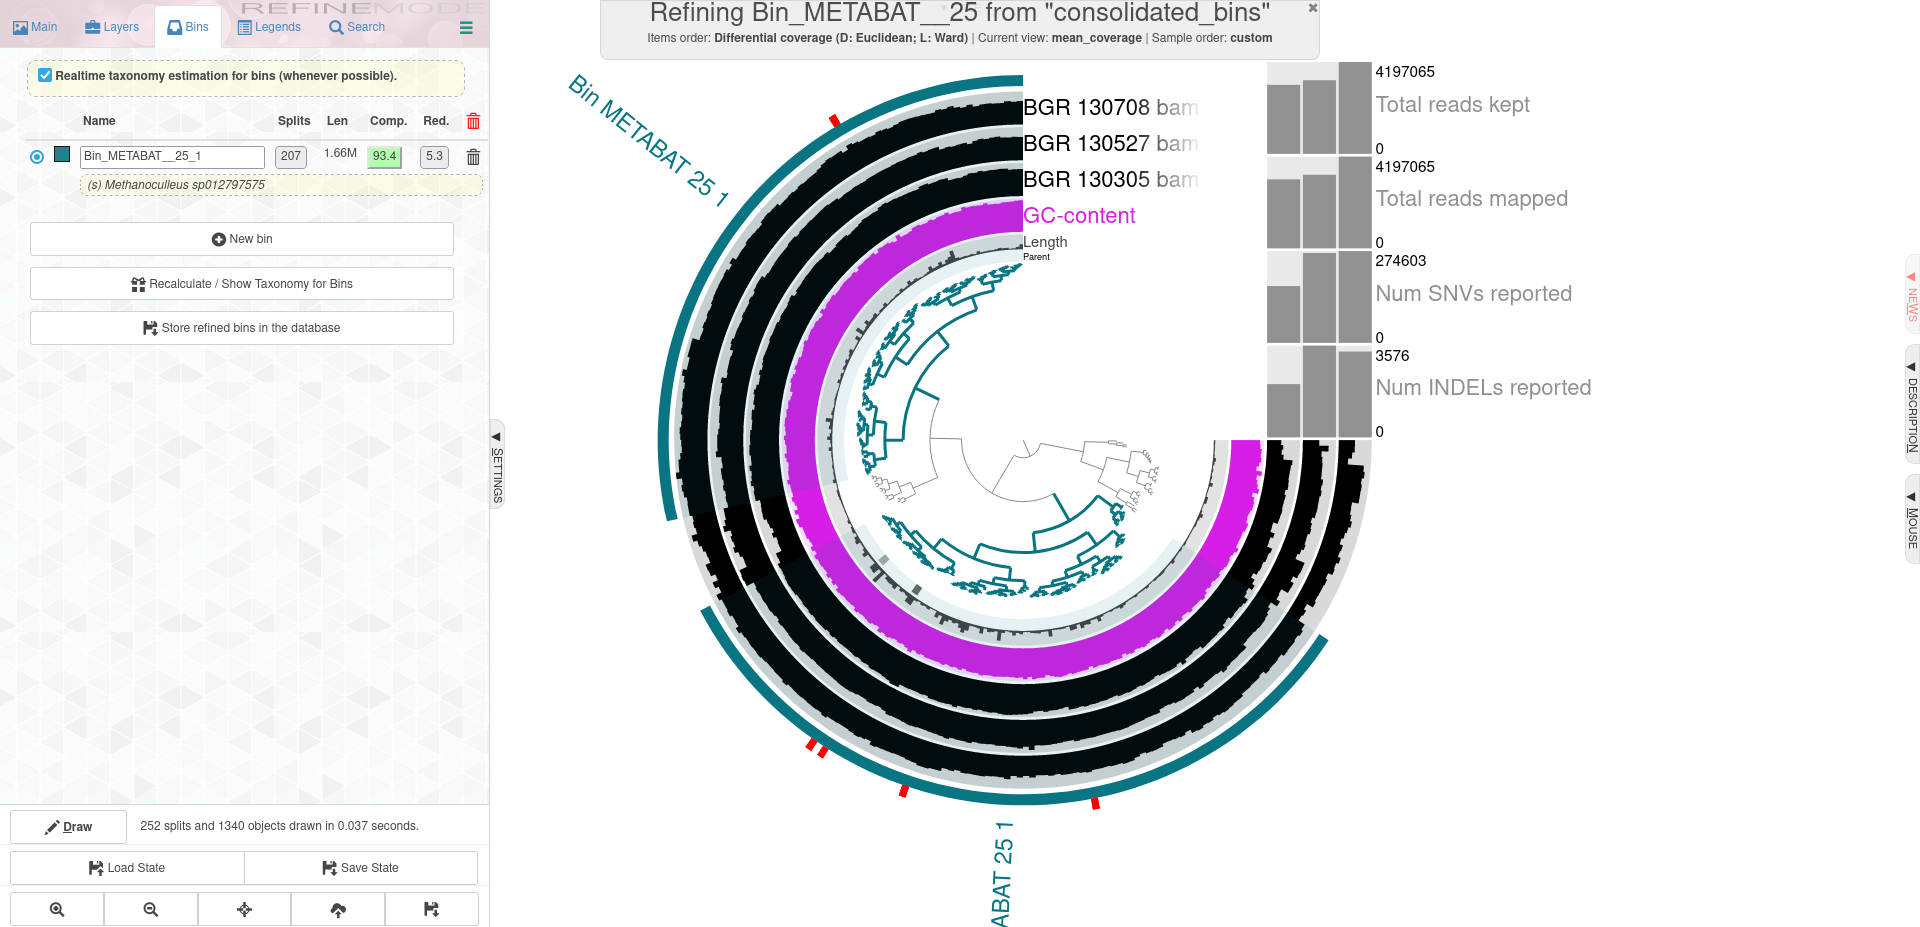 REFINEMODE
Main
Layers
Bins
Legends
Search
Realtime taxonomy estimation for bins (whenever possible).
Name Splits Len Comp. Red.
Bin_METABAT__25_1 207 1.66M 93.4 5.3
(s) Methanoculleus sp012797575
New bin
Recalculate / Show Taxonomy for Bins
Store refined bins in the database
Draw
252 splits and 1340 objects drawn in 0.037 seconds.
Load State
Save State
SETTINGS
Refining Bin_METABAT__25 from "consolidated_bins"
Items order: Differential coverage (D: Euclidean; L: Ward) | Current view: mean_coverage | Sample order: custom
Bin METABAT 25 1
BGR 130708 bam
BGR 130527 bam
BGR 130305 bam
GC-content
Length
Parent
4197065
Total reads kept
0
4197065
Total reads mapped
0
274603
Num SNVs reported
0
3576
Num INDELs reported
0
ABAT 25 1
NEWS
DESCRIPTION
MOUSE